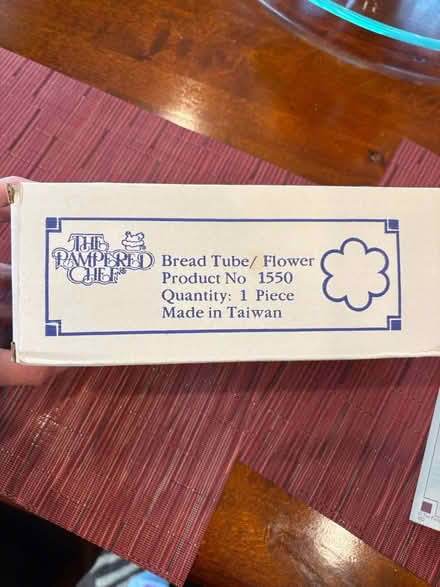 THE
PAMPERED
CHEF®
Bread Tube/ Flower
Product No 1550
Quantity: 1 Piece
Made in Taiwan